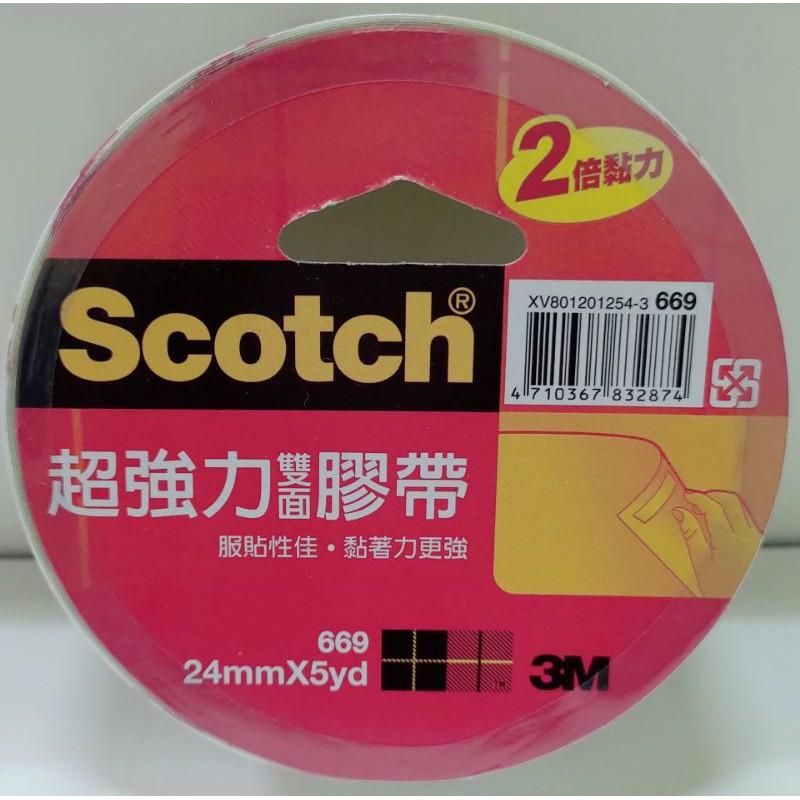 2倍黏力
Scotch®
XV801201254-3 669
4 710367 832874
超強力雙面膠帶
服貼性佳・黏著力更強
669
24mmX5yd
TM
3M